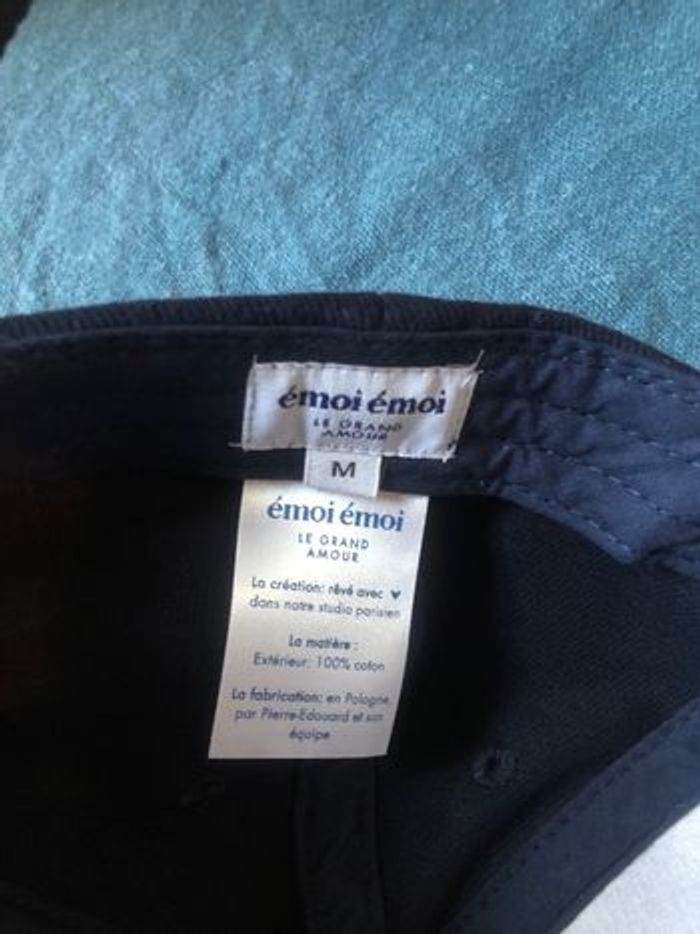 émoi émoi
LE GRAND
AMOUR
M
émoi émoi
LE GRAND
AMOUR
La création: rêvé avec ♥
dans notre studio parisien
La matière :
Extérieur: 100% coton
La fabrication: en Pologne
par Pierre-Edouard et son
équipe